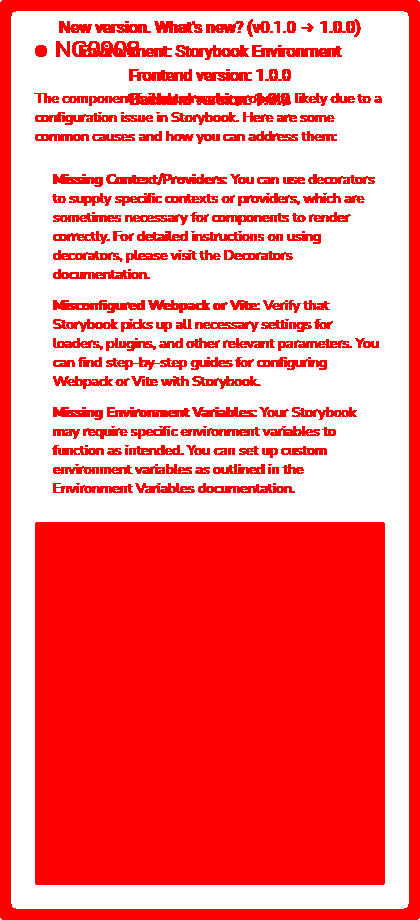 New version. What's new? (v0.1.0 → 1.0.0)
NG0908
Environment: Storybook Environment
Frontend version: 1.0.0
The component failed to render properly, likely due to a
Backend version: 1.0.0
configuration issue in Storybook. Here are some
common causes and how you can address them:
Missing Context/Providers: You can use decorators
to supply specific contexts or providers, which are
sometimes necessary for components to render
correctly. For detailed instructions on using
decorators, please visit the Decorators
documentation.
Misconfigured Webpack or Vite: Verify that
Storybook picks up all necessary settings for
loaders, plugins, and other relevant parameters. You
can find step-by-step guides for configuring
Webpack or Vite with Storybook.
Missing Environment Variables: Your Storybook
may require specific environment variables to
function as intended. You can set up custom
environment variables as outlined in the
Environment Variables documentation.